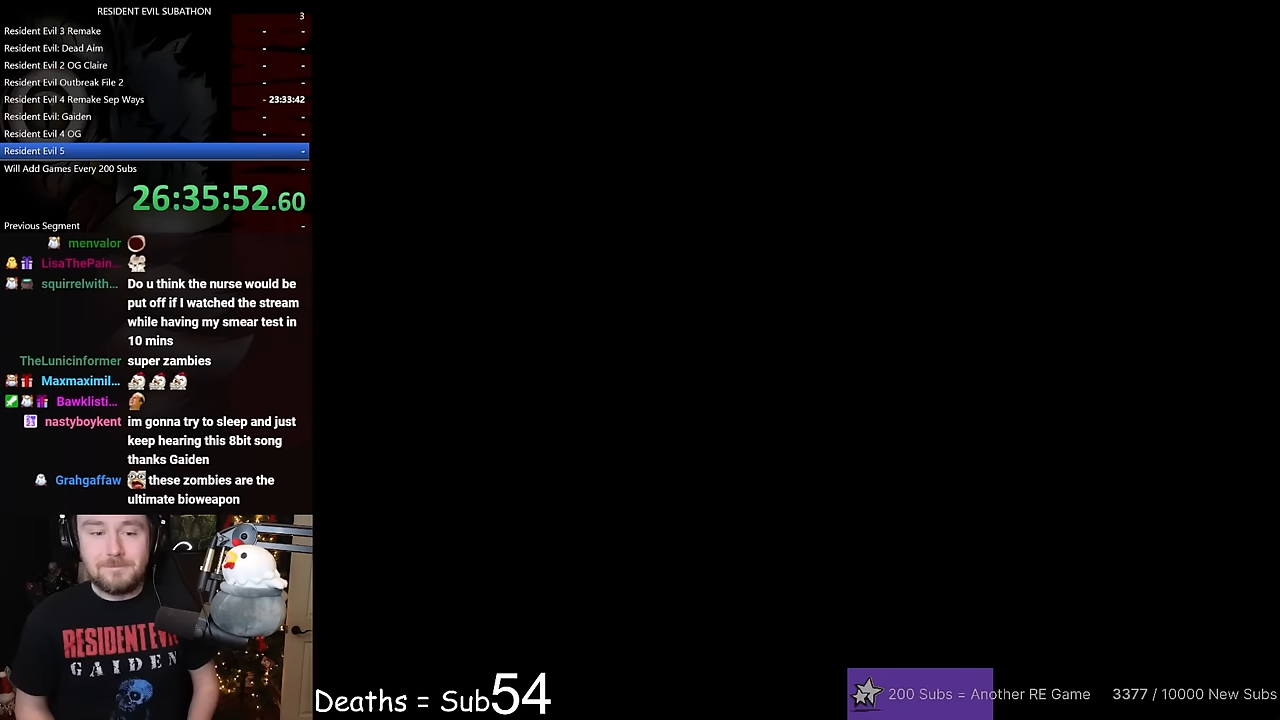 RESIDENT EVIL SUBATHON
3
Resident Evil 3 Remake - -
Resident Evil: Dead Aim - -
Resident Evil 2 OG Claire - -
Resident Evil Outbreak File 2 - -
Resident Evil 4 Remake Sep Ways - 23:33:42
Resident Evil: Gaiden - -
Resident Evil 4 OG - -
Resident Evil 5 -
Will Add Games Every 200 Subs -
26:35:52.60
Previous Segment -
menvalor
LisaThePain...
squirrelwith... Do u think the nurse would be
put off if I watched the stream
while having my smear test in
10 mins
TheLunicinformer super zambies
Maxmaximil...
Bawklisti...
nastyboykent im gonna try to sleep and just
keep hearing this 8bit song
thanks Gaiden
Grahgaffaw these zombies are the
ultimate bioweapon
RESIDENT EVIL
GAIDEN
Deaths = Sub 54
200 Subs = Another RE Game 3377 / 10000 New Subs